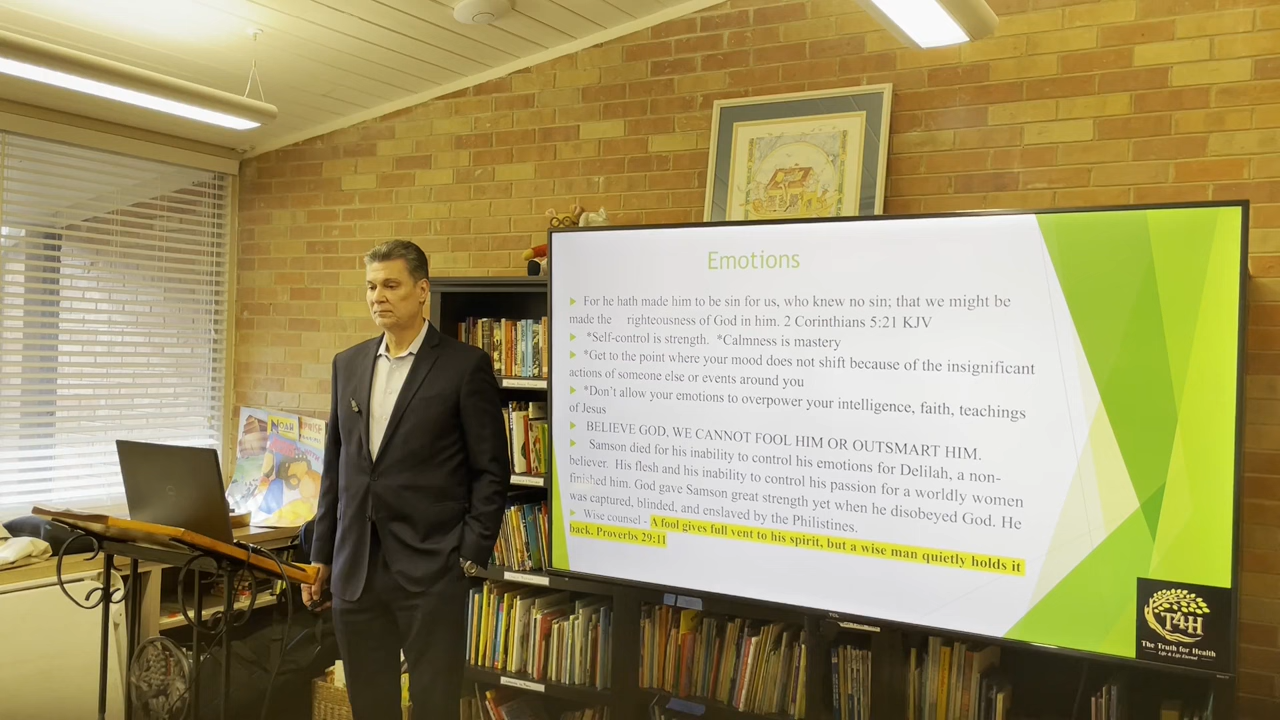 Emotions
For he hath made him to be sin for us, who knew no sin; that we might be
made the righteousness of God in him. 2 Corinthians 5:21 KJV
*Self-control is strength. *Calmness is mastery
*Get to the point where your mood does not shift because of the insignificant
actions of someone else or events around you
*Don’t allow your emotions to overpower your intelligence, faith, teachings
of Jesus
BELIEVE GOD, WE CANNOT FOOL HIM OR OUTSMART HIM.
Samson died for his inability to control his emotions for Delilah, a non-
believer. His flesh and his inability to control his passion for a worldly women
finished him. God gave Samson great strength yet when he disobeyed God. He
was captured, blinded, and enslaved by the Philistines.
Wise counsel - A fool gives full vent to his spirit, but a wise man quietly holds it
back. Proverbs 29:11
T4H
The Truth for Health
Life & Life Eternal
TCL
NOAH